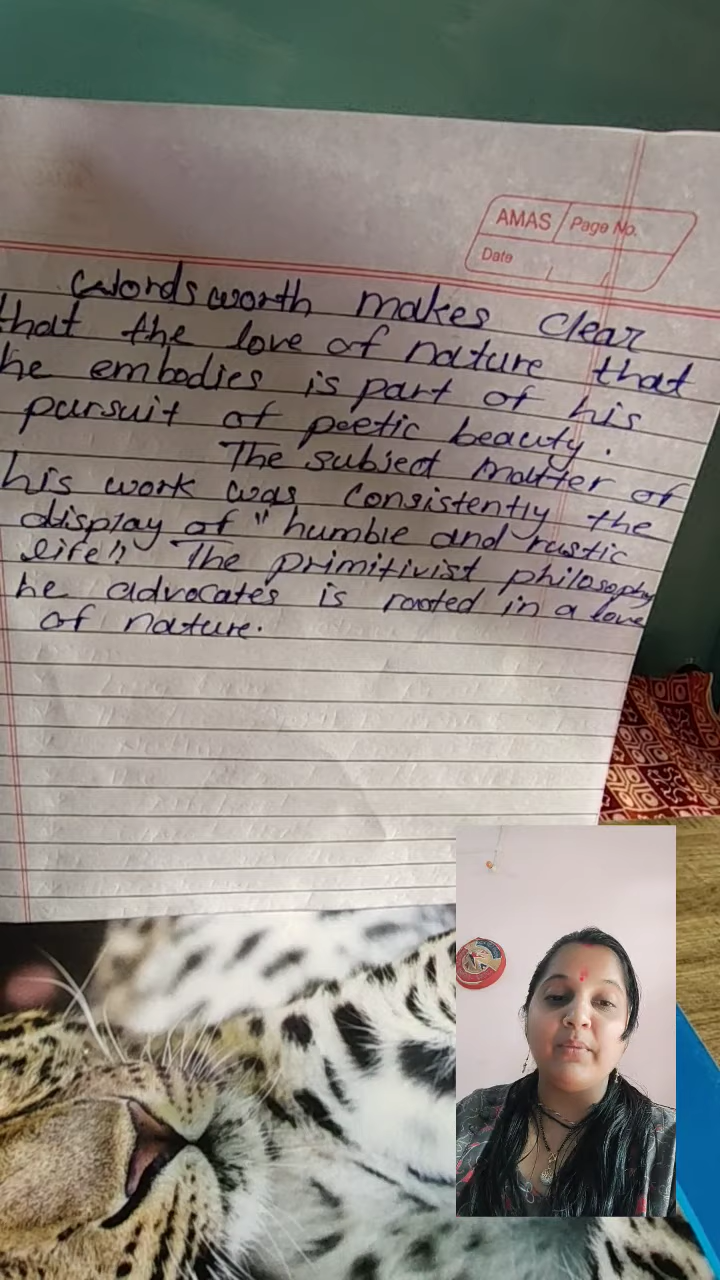 AMAS Page No.
Date
Wordsworth makes clear
that the love of nature that
he embodies is part of his
pursuit of poetic beauty.
The subject matter of
his work was consistently the
display of "humble and rustic
life". The primitivist philosophy
he advocates is rooted in a love
of nature.